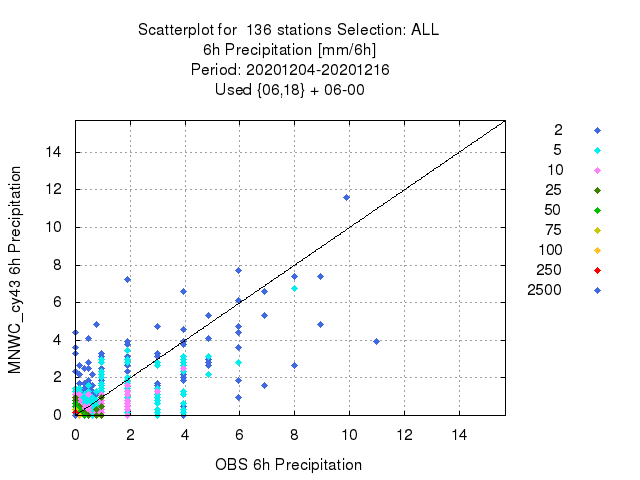 Scatterplot for  136 stations Selection: ALL
6h Precipitation [mm/6h]
Period: 20201204-20201216
Used {06,18} + 06-00
MNWC_cy43 6h Precipitation
14
12
10
8
6
4
2
0
0 2 4 6 8 10 12 14
OBS 6h Precipitation
2
5
10
25
50
75
100
250
2500